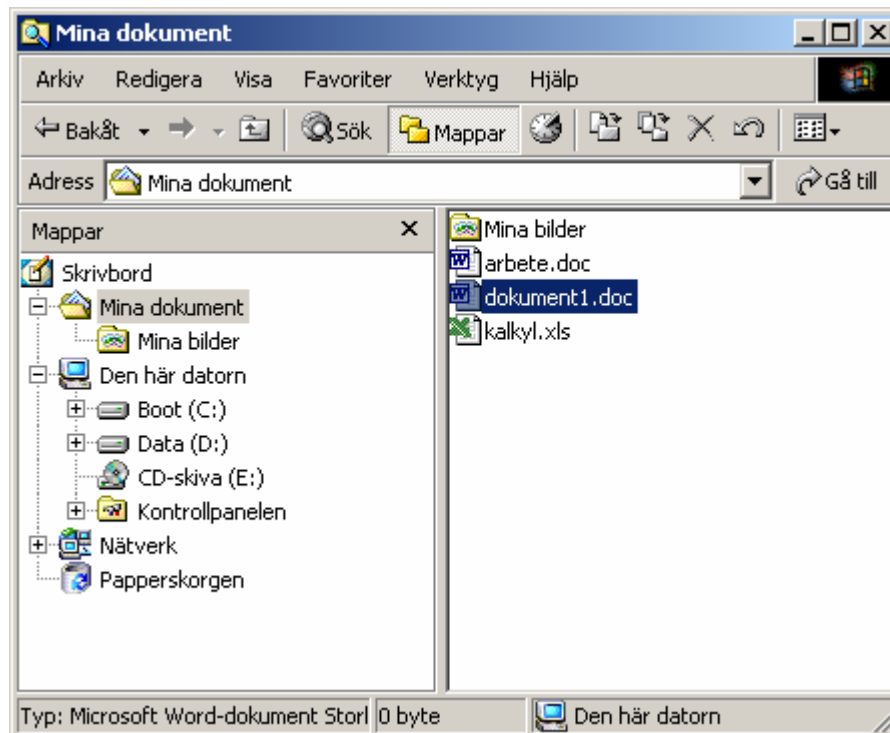 Mina dokument
Arkiv Redigera Visa Favoriter Verktyg Hjälp
Bakåt Sök Mappar
Adress Mina dokument Gå till
Mappar
Skrivbord
Mina dokument
Mina bilder
Den här datorn
Boot (C:)
Data (D:)
CD-skiva (E:)
Kontrollpanelen
Nätverk
Papperskorgen
Mina bilder
arbete.doc
dokument1.doc
kalkyl.xls
Typ: Microsoft Word-dokument Storl 0 byte Den här datorn